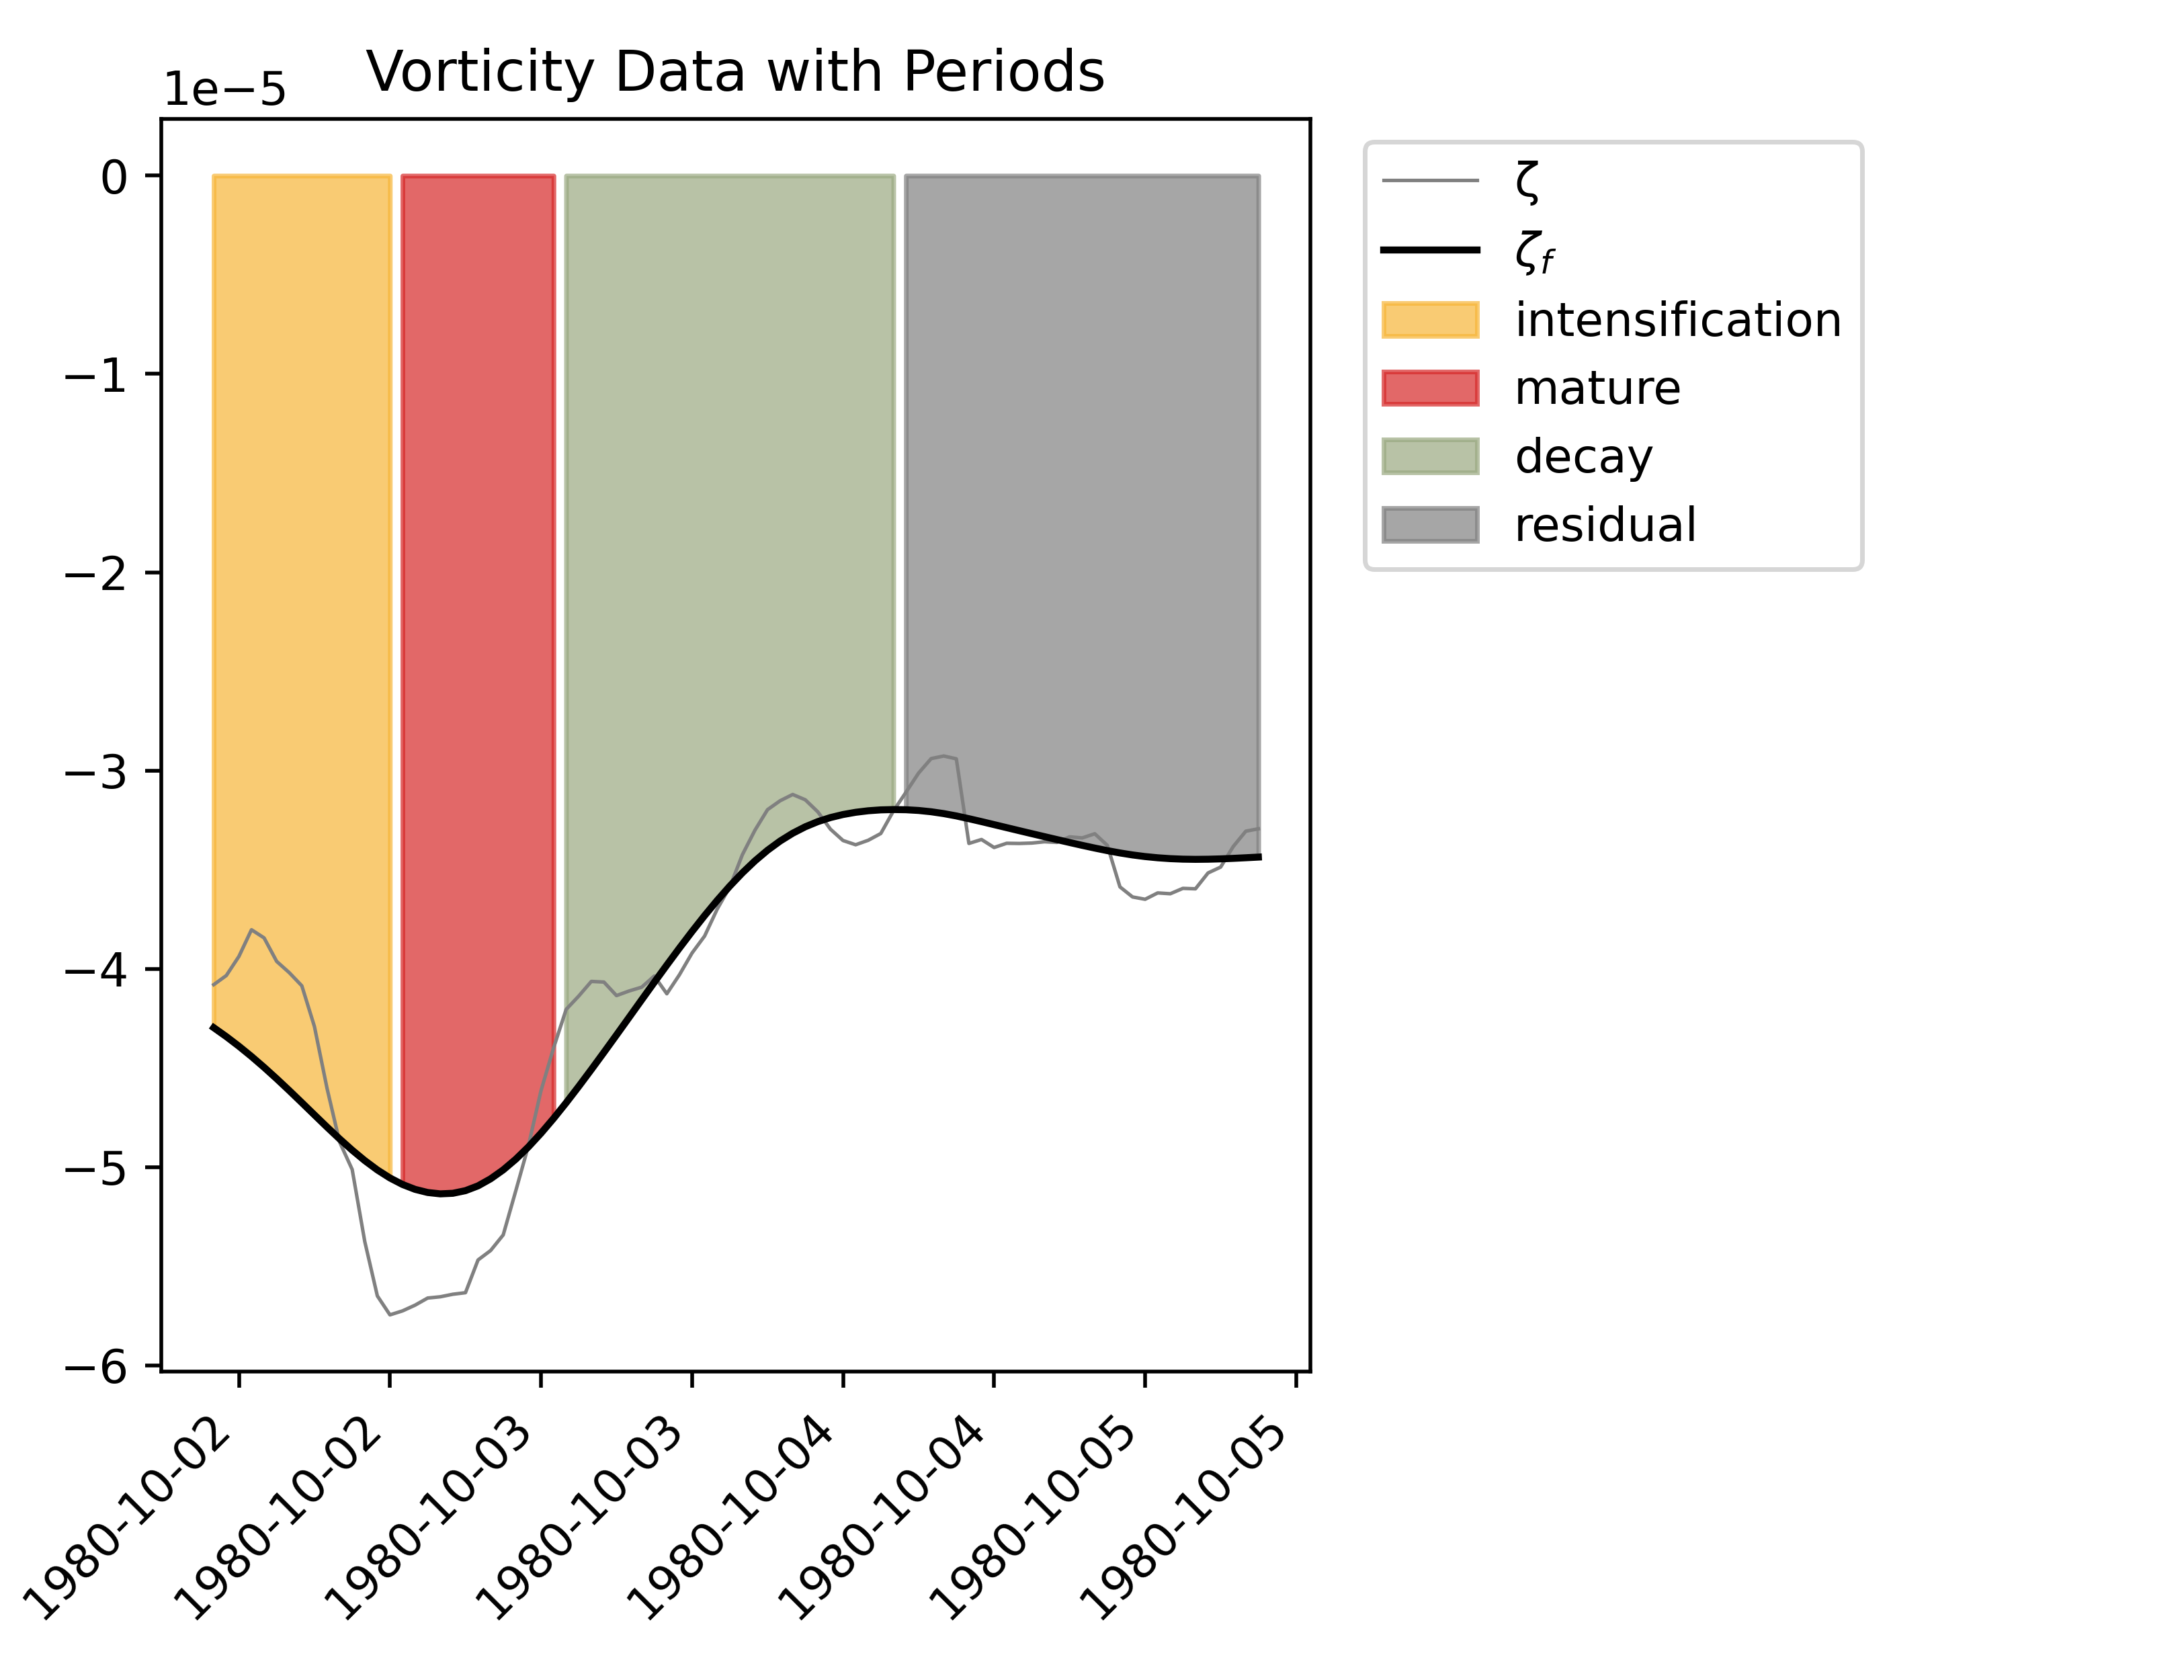 Vorticity Data with Periods
1e−5
0
−1
−2
−3
−4
−5
−6
1980-10-02
1980-10-02
1980-10-03
1980-10-03
1980-10-04
1980-10-04
1980-10-05
1980-10-05
ζ
ζf
intensification
mature
decay
residual